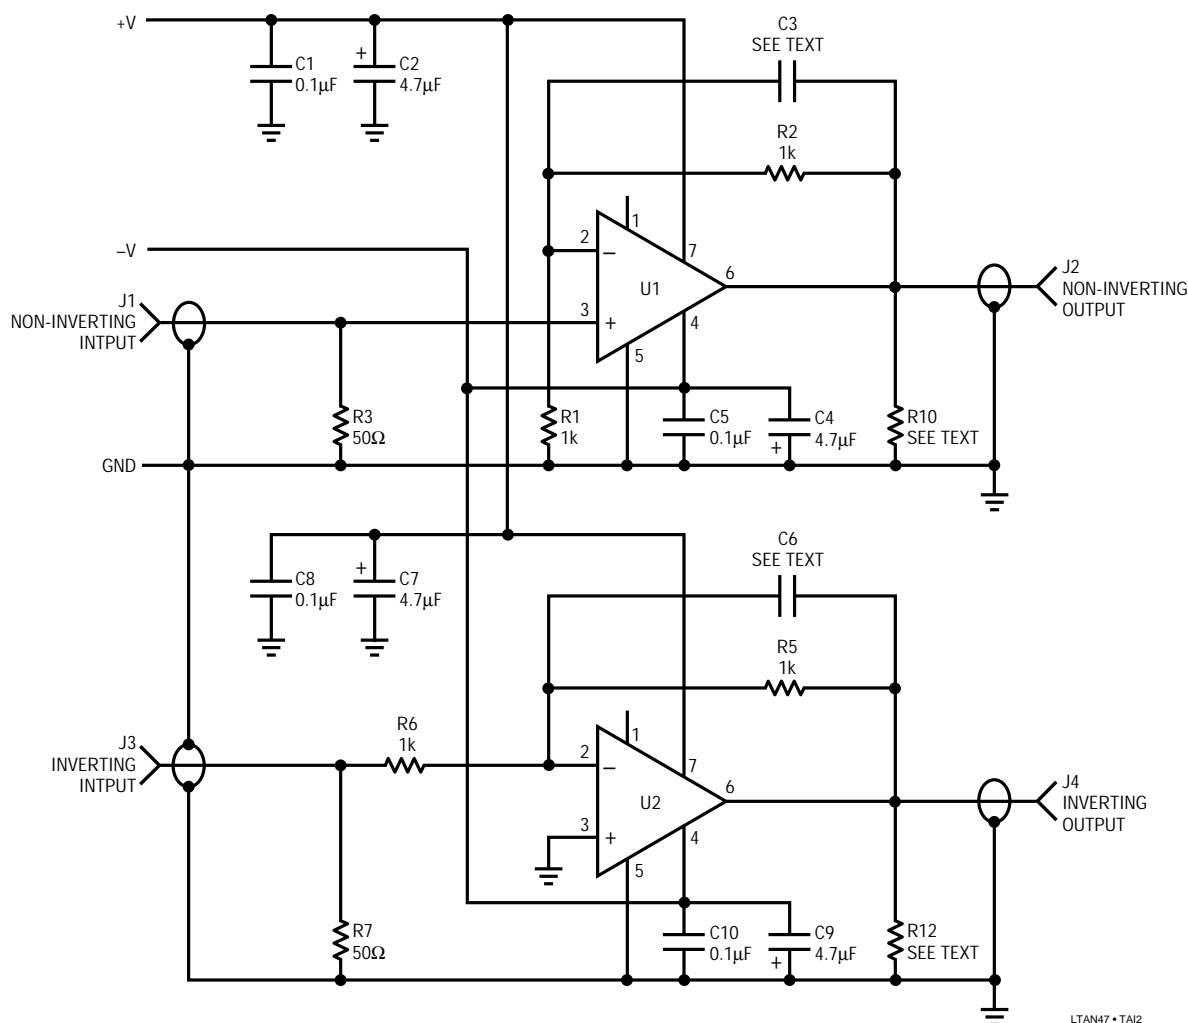 +V
C1
0.1µF
+
C2
4.7µF
C3
SEE TEXT
R2
1k
–V
1
2
–
7
U1
6
3
+
4
5
J1
NON-INVERTING
INTPUT
J2
NON-INVERTING
OUTPUT
R3
50Ω
R1
1k
C5
0.1µF
C4
4.7µF
+
R10
SEE TEXT
GND
C8
0.1µF
+
C7
4.7µF
C6
SEE TEXT
R5
1k
J3
INVERTING
INTPUT
R6
1k
1
2
–
7
U2
6
3
+
4
5
J4
INVERTING
OUTPUT
R7
50Ω
C10
0.1µF
C9
4.7µF
+
R12
SEE TEXT
LTAN47 • TAI2